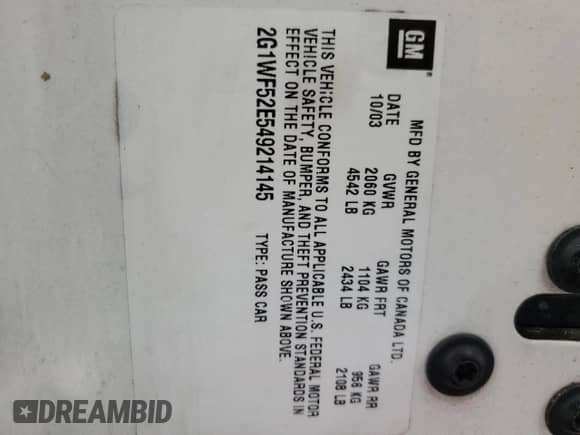 GM
MFD BY GENERAL MOTORS OF CANADA LTD.
DATE GVWR GAWR FRT GAWR RR
10/03 2060 KG 1104 KG 956 KG
4542 LB 2434 LB 2108 LB
THIS VEHICLE CONFORMS TO ALL APPLICABLE U.S. FEDERAL MOTOR
VEHICLE SAFETY, BUMPER, AND THEFT PREVENTION STANDARDS IN
EFFECT ON THE DATE OF MANUFACTURE SHOWN ABOVE.
2G1WF52E549214145 TYPE: PASS CAR
DREAMBID